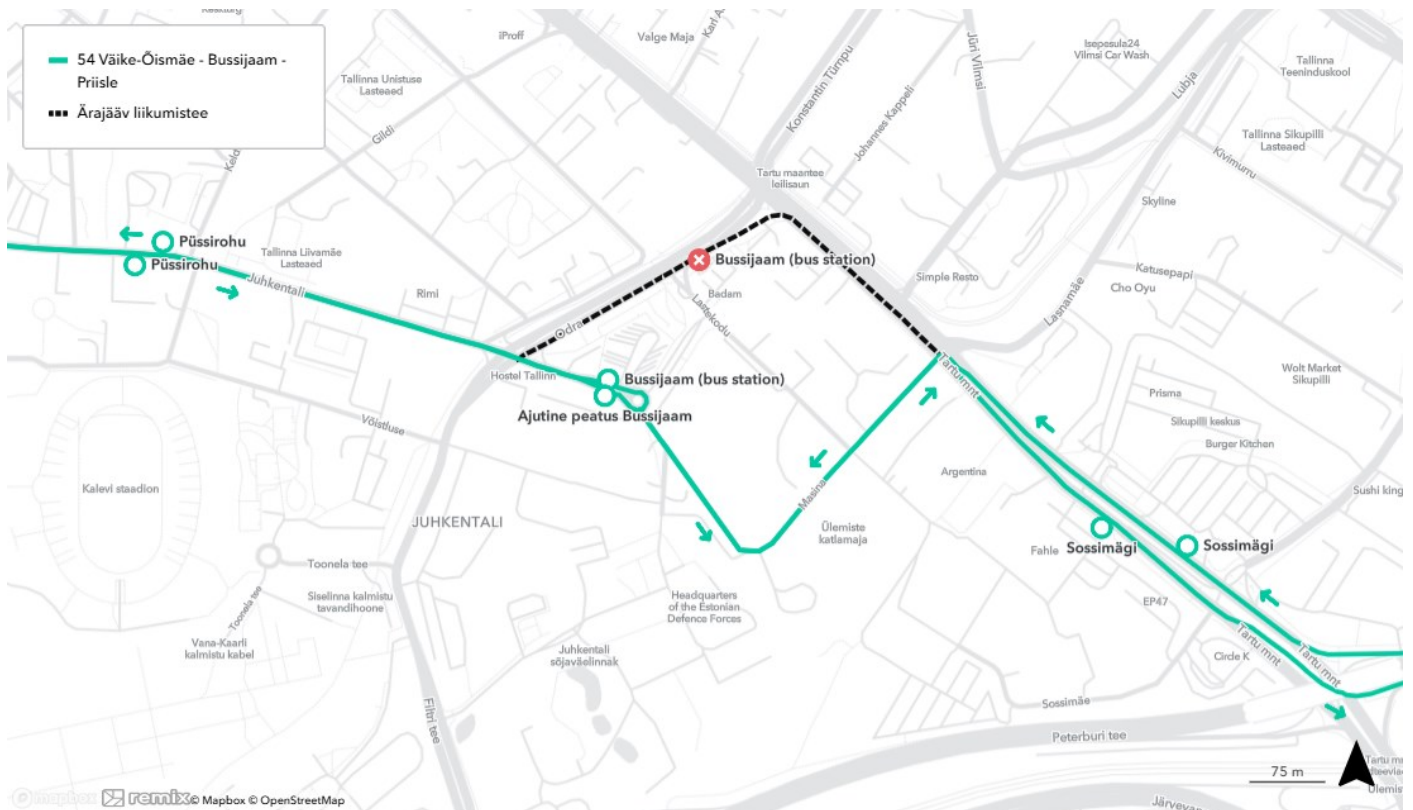 54 Väike-Õismäe - Bussijaam -
Priisle
Ärajääv liikumistee
iProff
Valge Maja
Konstantin Türnpu
Jüri Vilmsi
Isepesula24
Viimsi Car Wash
Tallinna
Teeninduskool
Tallinna Unistuse
Lasteaed
Gildi
Johannes Kappeli
Lubja
Tallinna Sikupilli
Lasteaed
Kivimurru
Tartu maantee
leilisaun
Skyline
Püssirohu
Püssirohu
Tallinna Liivamäe
Lasteaed
Juhkentali
Rimi
Bussijaam (bus station)
Badam
Lastekodu
Simple Resto
Katusepapi
Cho Oyu
Lasnamäe
Odra
Hostel Tallinn
Bussijaam (bus station)
Ajutine peatus Bussijaam
Tartu mnt
Wolt Market
Sikupilli
Prisma
Sikupilli keskus
Burger Kitchen
Võistluse
Kalevi staadion
Argentina
Masina
Sushi king
JUHKENTALI
Ülemiste
katlamaja
Fahle
Sossimägi
Sossimägi
Toonela tee
Siselinna kalmistu
tavandihoone
Toonela tee
Headquarters
of the Estonian
Defence Forces
EP47
Vana-Kaarli
kalmistu kabel
Juhkentali
sõjaväelinnak
Circle K
Tartu mnt
Tartu mnt
Filtri tee
Sossimäe
Peterburi tee
75 m
mapbox
remix
© Mapbox © OpenStreetMap